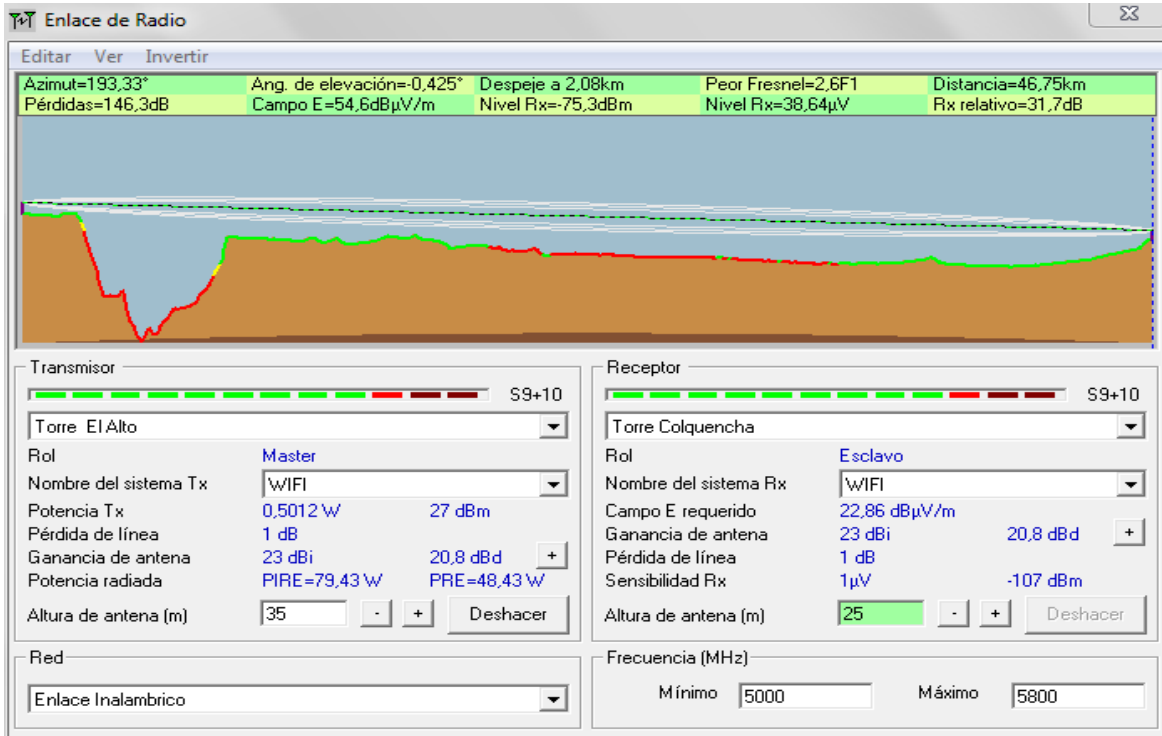 Enlace de Radio
Editar Ver Invertir
Azimut=193,33° Ang. de elevación=-0,425° Despeje a 2,08km Peor Fresnel=2,6F1 Distancia=46,75km
Pérdidas=146,3dB Campo E=54,6dBµV/m Nivel Rx=-75,3dBm Nivel Rx=38,64µV Rx relativo=31,7dB
Transmisor
S9+10
Torre El Alto
Rol Master
Nombre del sistema Tx WIFI
Potencia Tx 0,5012 W 27 dBm
Pérdida de línea 1 dB
Ganancia de antena 23 dBi 20,8 dBd +
Potencia radiada PIRE=79,43 W PRE=48,43 W
Altura de antena (m) 35 - + Deshacer
Red
Enlace Inalambrico
Receptor
S9+10
Torre Colquencha
Rol Esclavo
Nombre del sistema Rx WIFI
Campo E requerido 22,86 dBµV/m
Ganancia de antena 23 dBi 20,8 dBd +
Pérdida de línea 1 dB
Sensibilidad Rx 1µV -107 dBm
Altura de antena (m) 25 - + Deshacer
Frecuencia (MHz)
Mínimo 5000 Máximo 5800